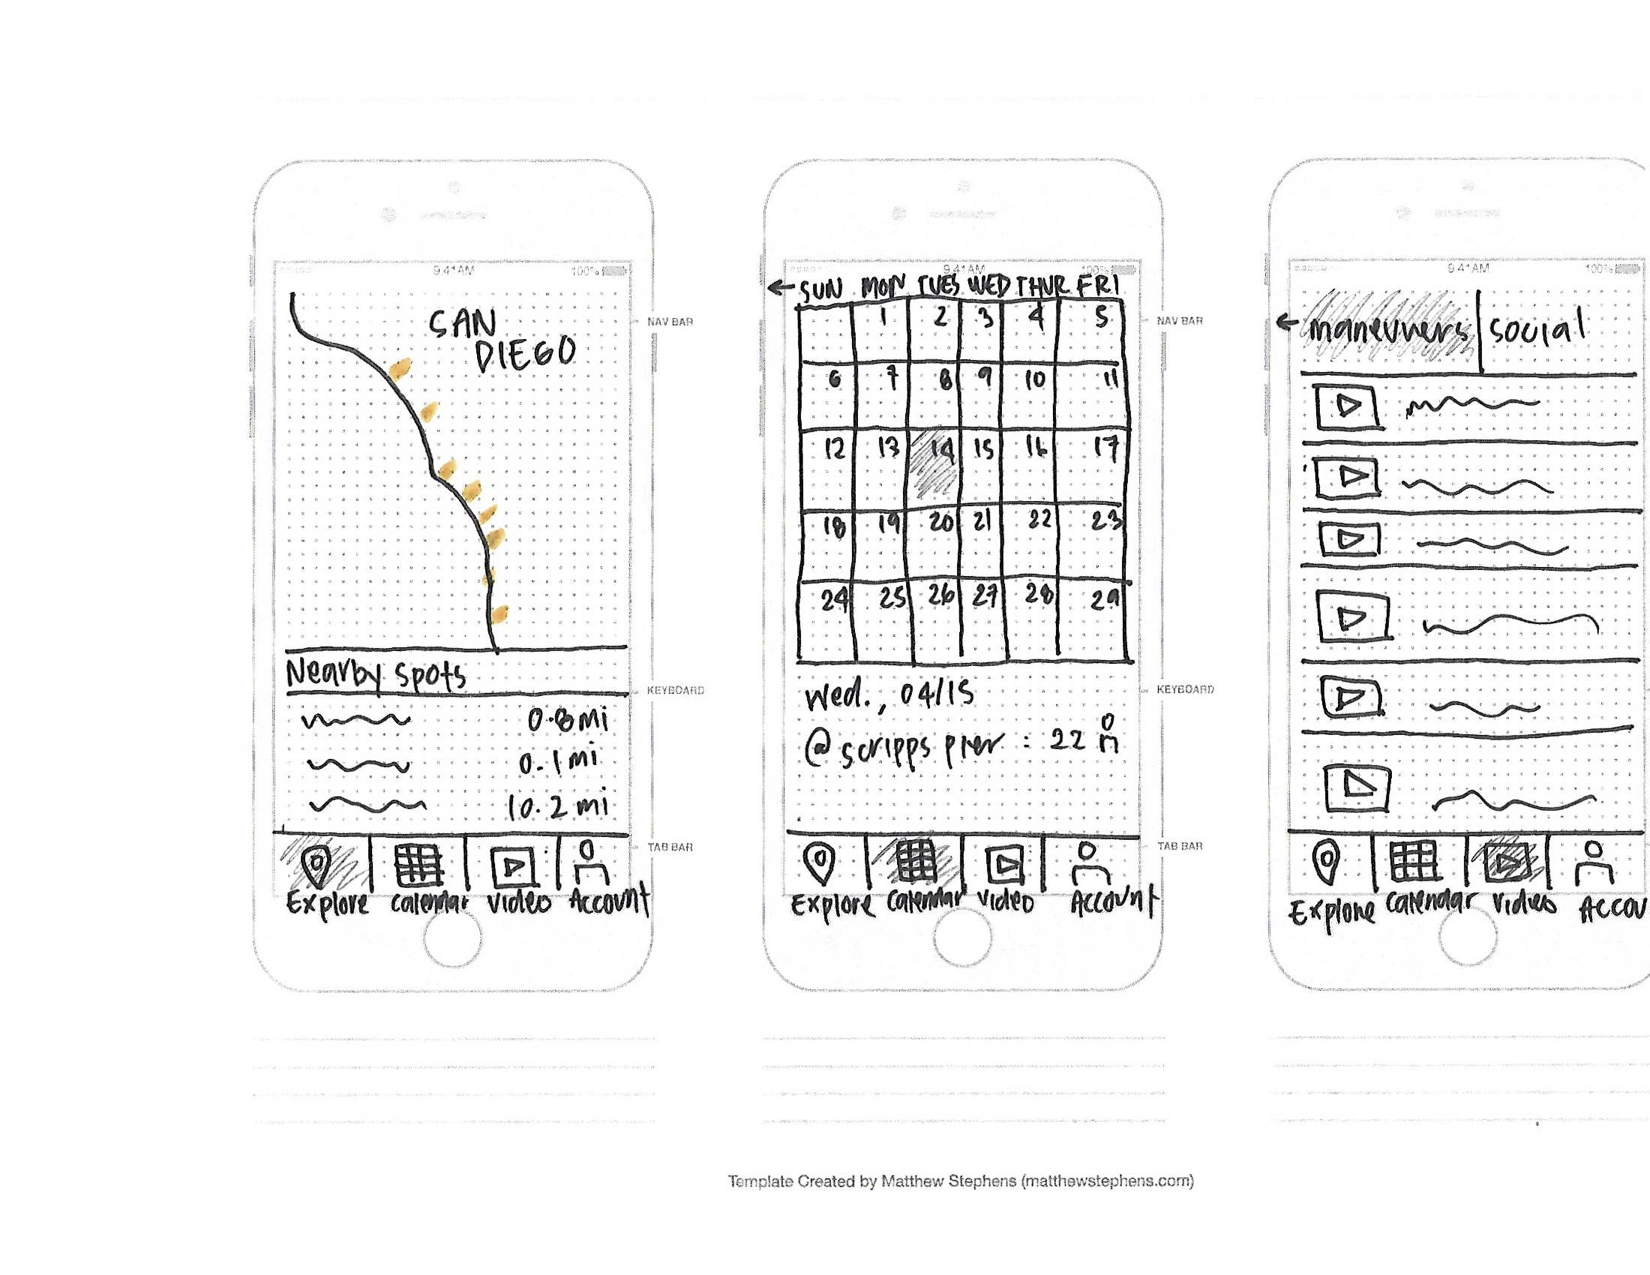 9:41 AM 100%
SAN
DIEGO
NAV BAR
Nearby spots
KEYBOARD
0.8 mi
0.1 mi
10.2 mi
TAB BAR
Explore Calendar Video Account
9:41 AM 100%
← SUN MON TUES WED THUR FRI
1 2 3 4 5
NAV BAR
6 7 8 9 10 11
12 13 14 15 16 17
18 19 20 21 22 23
24 25 26 27 28 29
Wed., 04/15
KEYBOARD
@ scripps pier : 22
TAB BAR
Explore Calendar Video Account
9:41 AM 100%
← maneuvers | social
Explore Calendar Video Accou
Template Created by Matthew Stephens (matthewstephens.com)